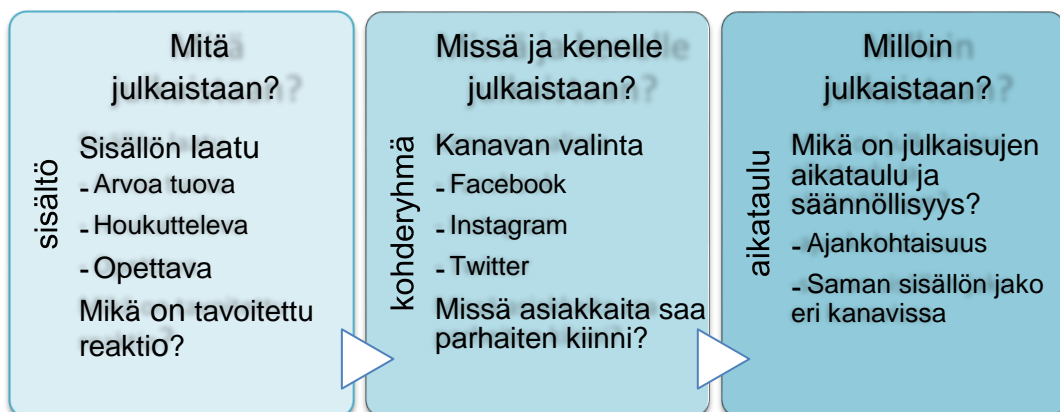 Mitä
julkaistaan?
sisältö
Sisällön laatu
- Arvoa tuova
- Houkutteleva
- Opettava
Mikä on tavoitettu
reaktio?
Missä ja kenelle
julkaistaan?
kohderyhmä
Kanavan valinta
- Facebook
- Instagram
- Twitter
Missä asiakkaita saa
parhaiten kiinni?
Milloin
julkaistaan?
aikataulu
Mikä on julkaisujen
aikataulu ja
säännöllisyys?
- Ajankohtaisuus
- Saman sisällön jako
eri kanavissa